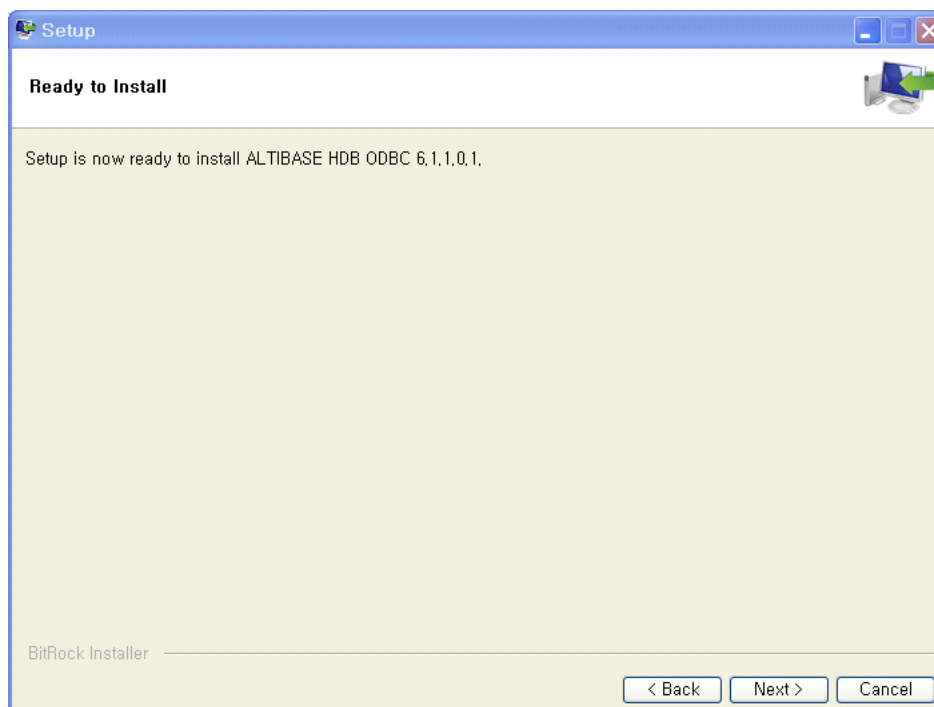 Setup
Ready to Install
Setup is now ready to install ALTIBASE HDB ODBC 6.1.1.0.1.
BitRock Installer
< Back Next > Cancel